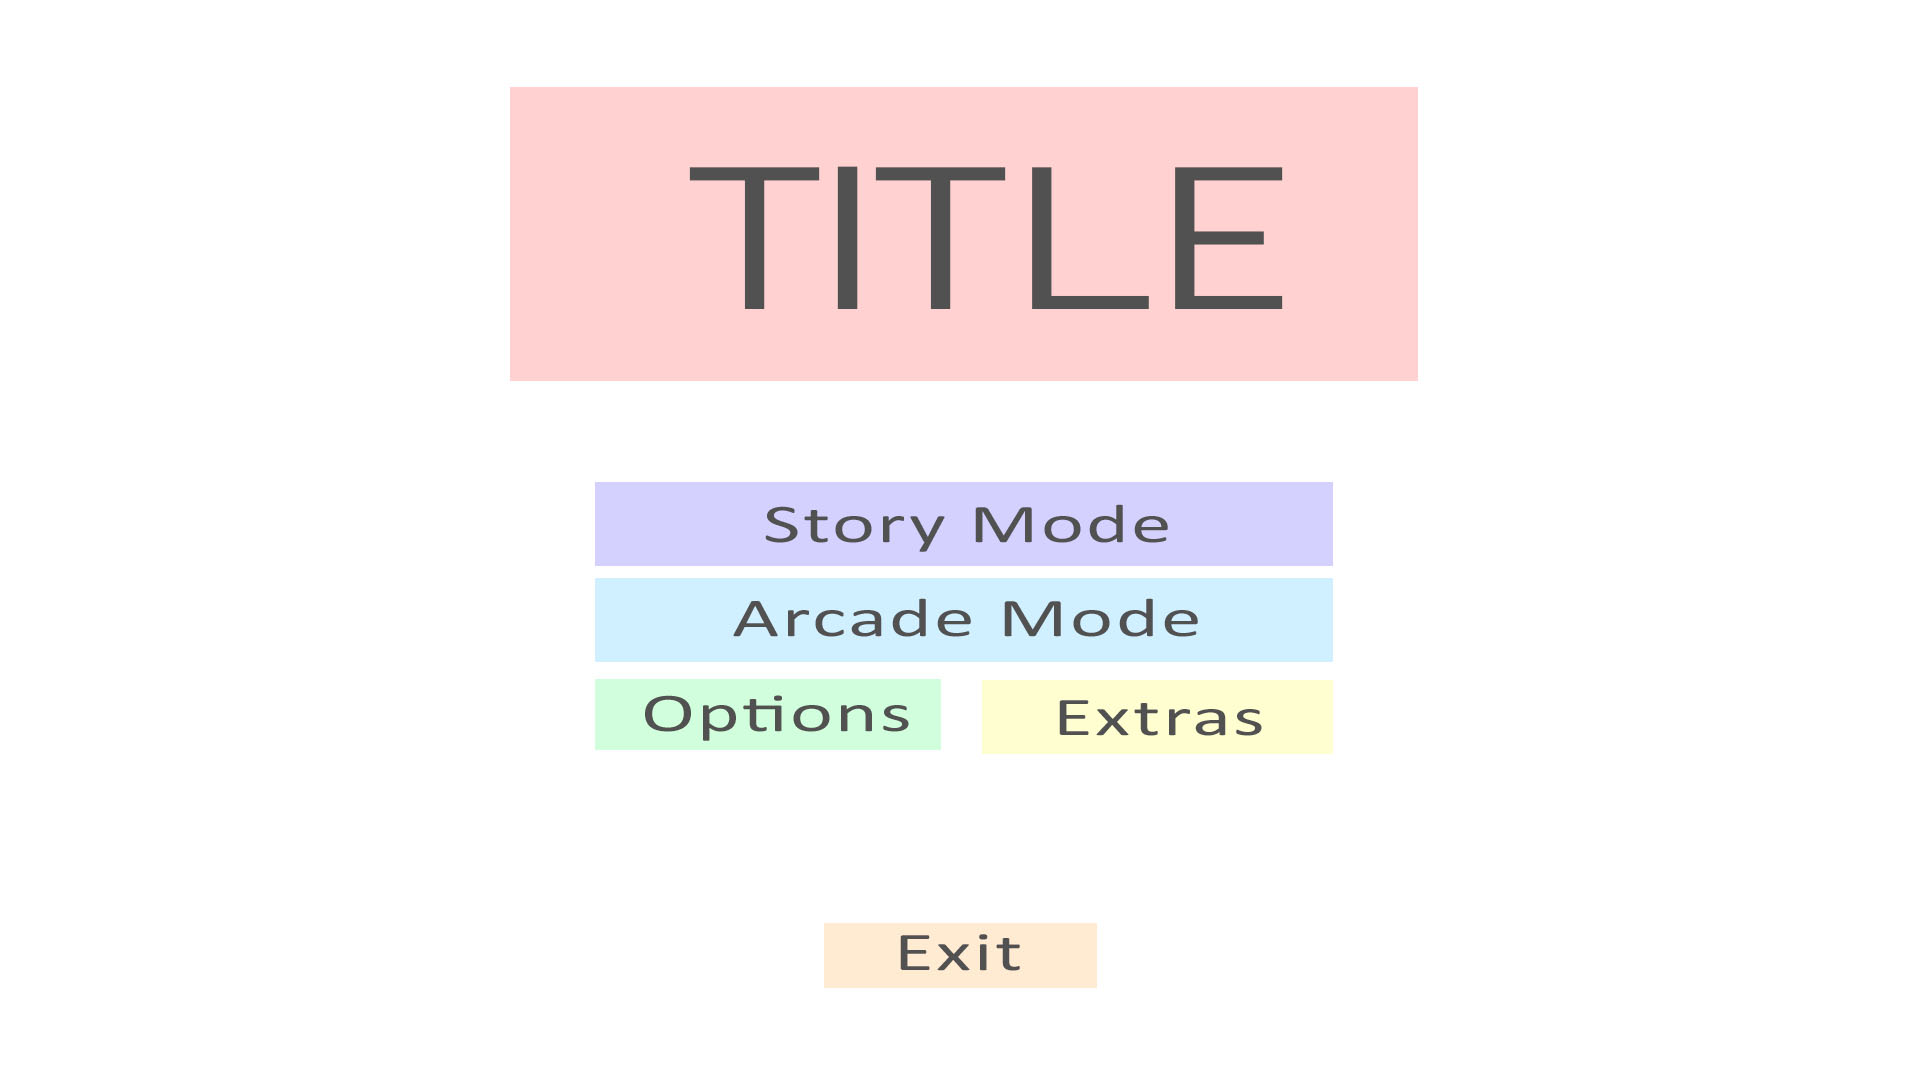 TITLE
Story Mode
Arcade Mode
Options
Extras
Exit